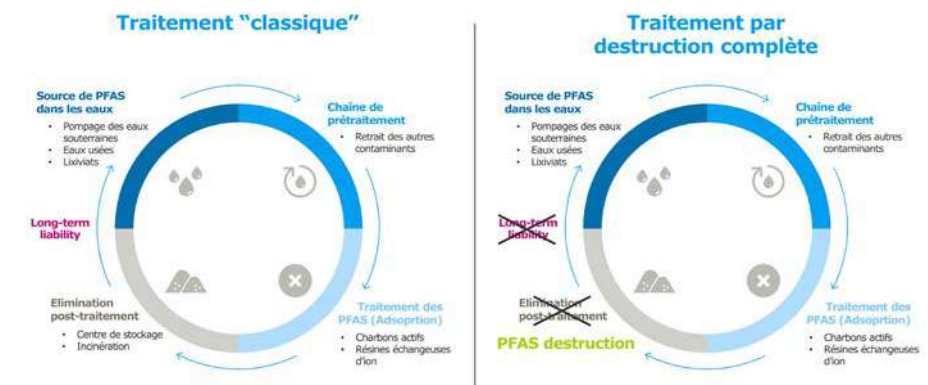 Traitement “classique”
Source de PFAS
dans les eaux
• Pompage des eaux
souterraines
• Eaux usées
• Lixiviats
Chaîne de
prétraitement
• Retrait des autres
contaminants
Long-term
liability
Elimination
post-traitement
• Centre de stockage
• Incinération
Traitement des
PFAS (Adsoprtion)
• Charbons actifs
• Résines échangeuses
d'ion
Traitement par
destruction complète
Source de PFAS
dans les eaux
• Pompages des eaux
souterraines
• Eaux usées
• Lixiviats
Chaîne de
prétraitement
• Retrait des autres
contaminants
Long-term
liability
Elimination
post-traitement
PFAS destruction
Traitement des
PFAS (Adsoprtion)
• Charbons actifs
• Résines échangeuses
d'ion